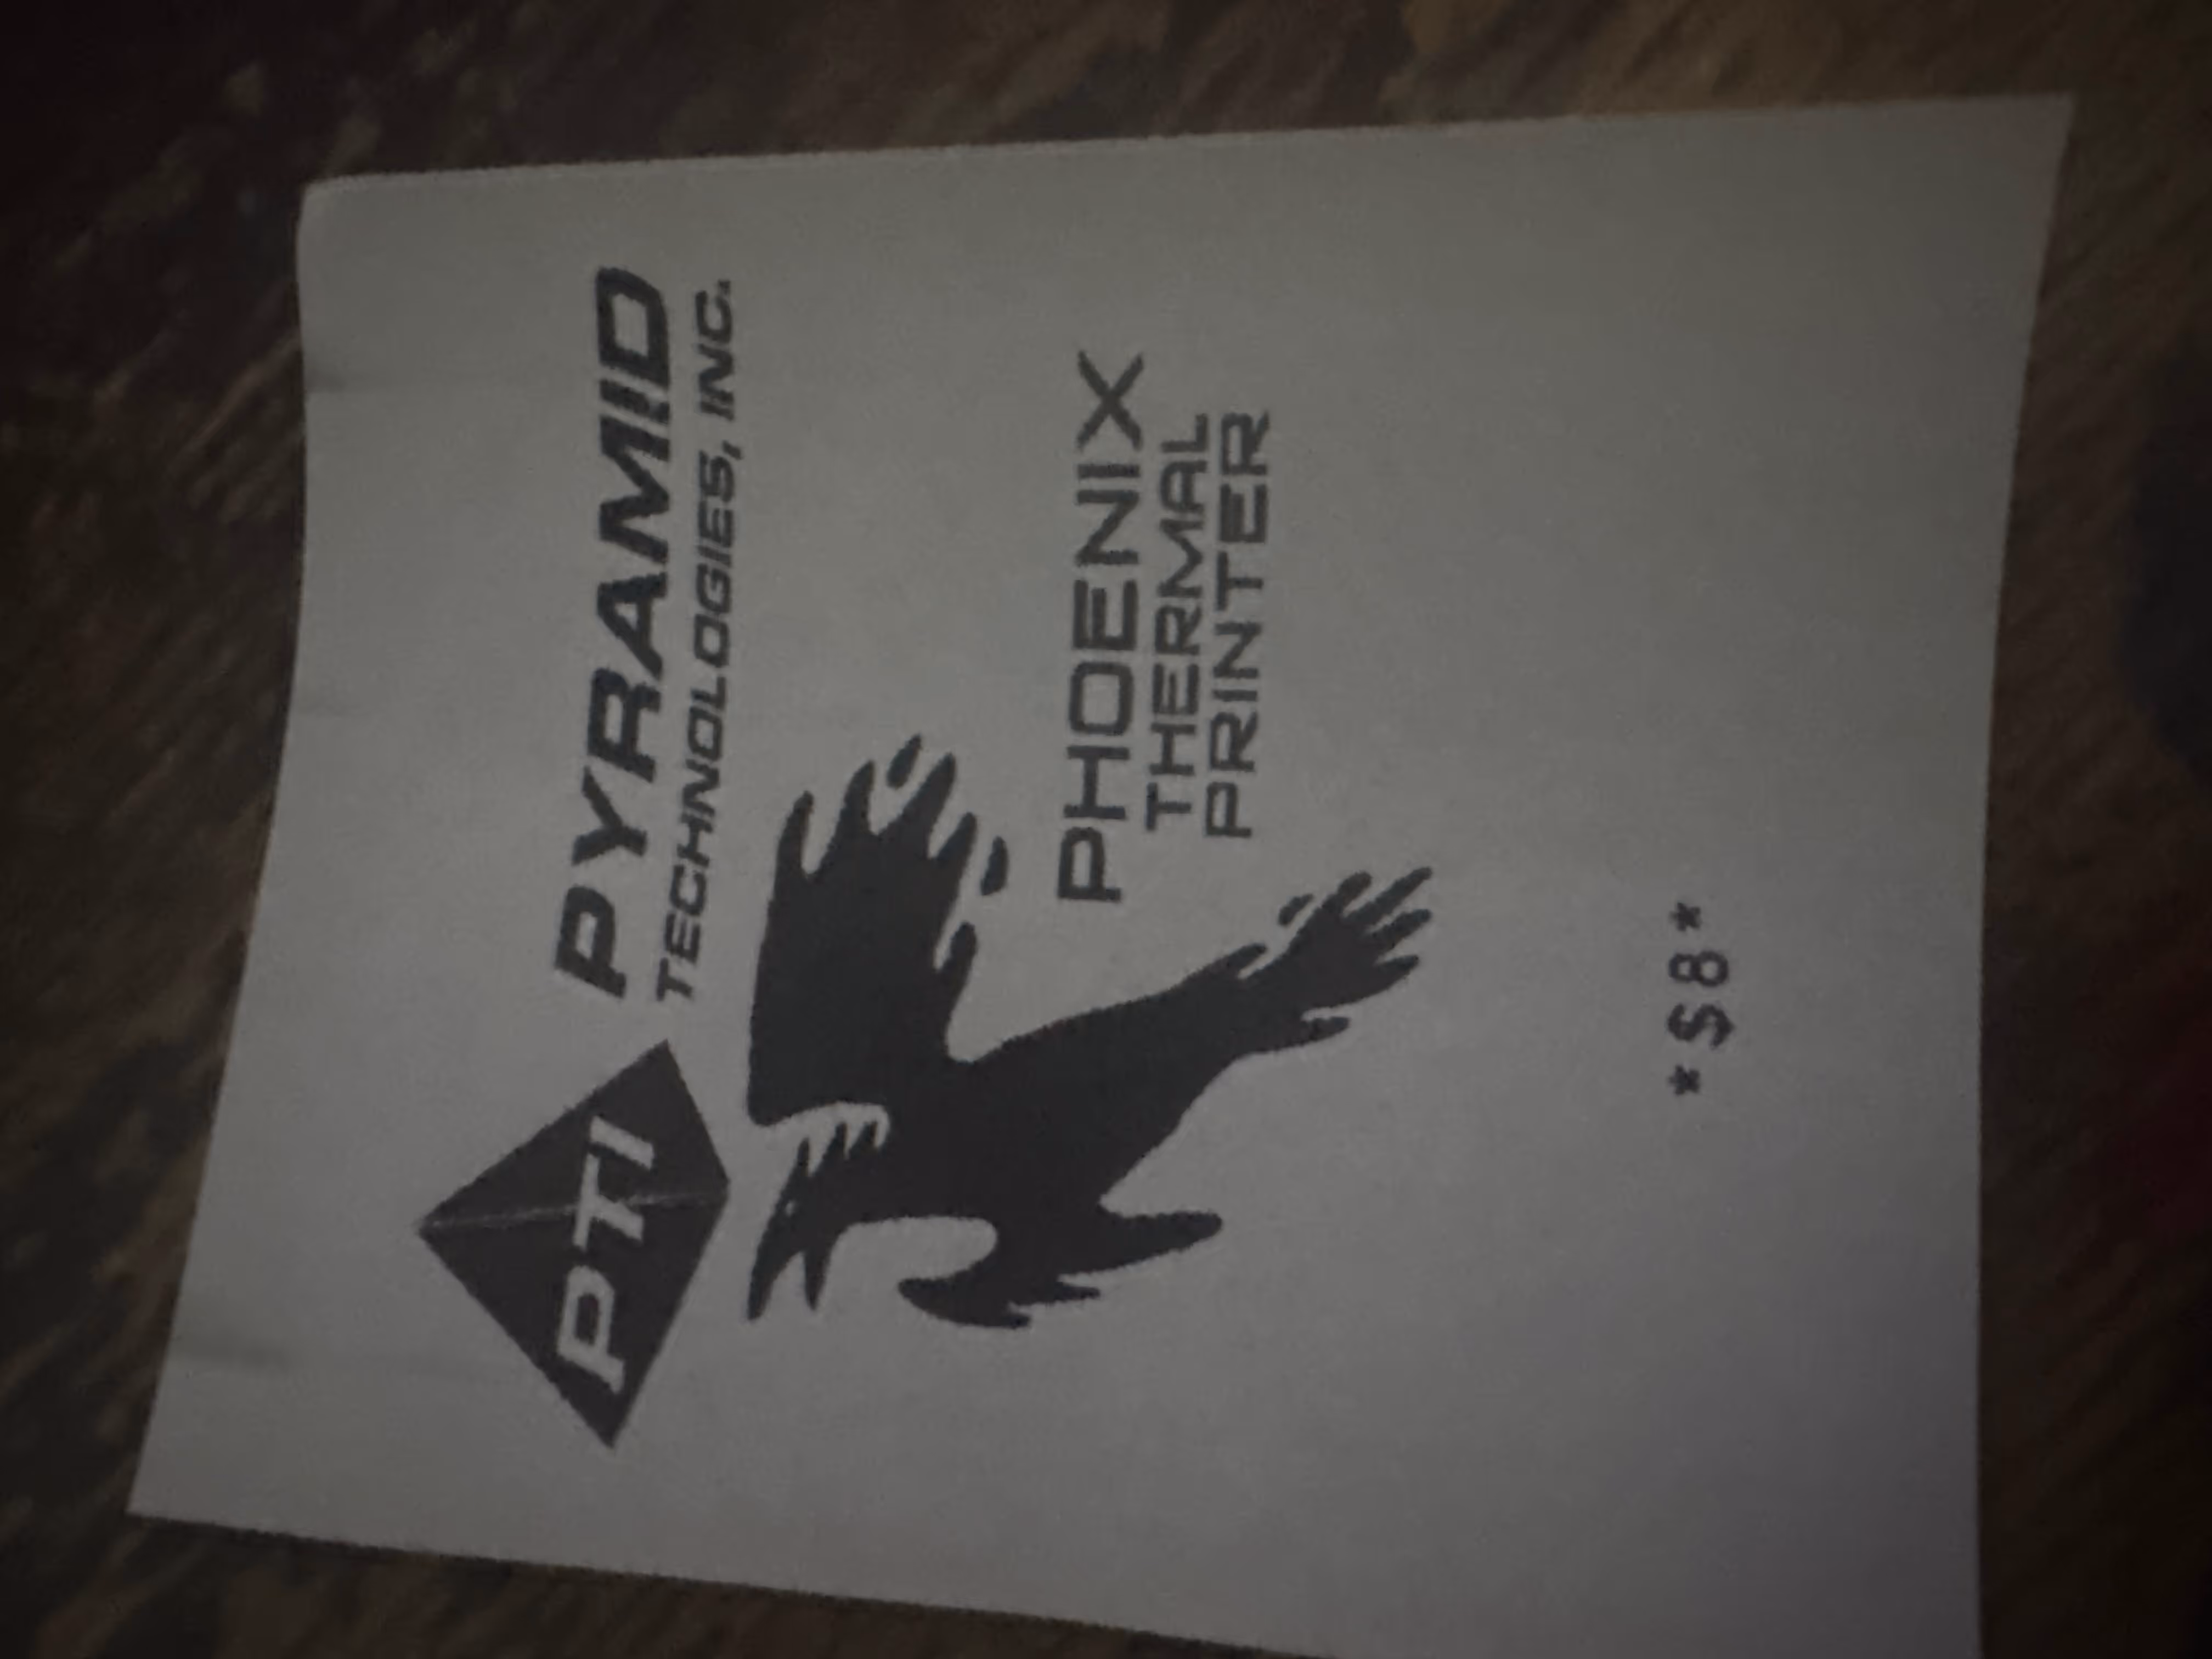 PTI
PYRAMID
TECHNOLOGIES, INC.
PHOENIX
THERMAL
PRINTER
*$8*